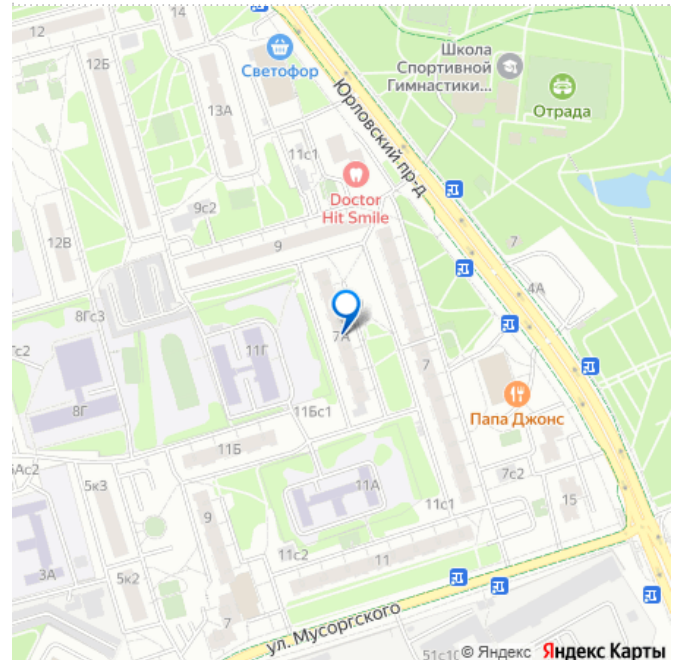 12
12Б
Светофор
13А
Школа
Спортивной
Гимнастики...
Отрада
Юрловский пр-д
11с1
Doctor
Hit Smile
9с2
12В
9
7
4А
8Гс3
7А
11Г
7
8Г
Папа Джонс
11Бс1
11Б
7с2
5к3
11А
11с1
15
9
3А
5к2
11с2
11
7
ул. Мусоргского
© Яндекс Яндекс Карты